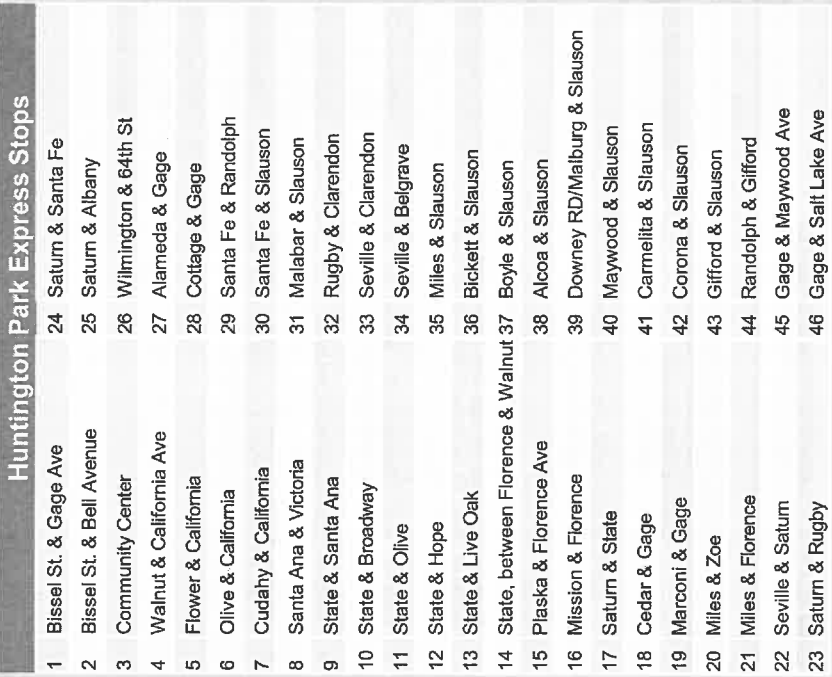 Huntington Park Express Stops
1 Bissel St. & Gage Ave 24 Saturn & Santa Fe
2 Bissel St. & Bell Avenue 25 Saturn & Albany
3 Community Center 26 Wilmington & 64th St
4 Walnut & California Ave 27 Alameda & Gage
5 Flower & California 28 Cottage & Gage
6 Olive & California 29 Santa Fe & Randolph
7 Cudahy & California 30 Santa Fe & Slauson
8 Santa Ana & Victoria 31 Malabar & Slauson
9 State & Santa Ana 32 Rugby & Clarendon
10 State & Broadway 33 Seville & Clarendon
11 State & Olive 34 Seville & Belgrave
12 State & Hope 35 Miles & Slauson
13 State & Live Oak 36 Bickett & Slauson
14 State, between Florence & Walnut 37 Boyle & Slauson
15 Plaska & Florence Ave 38 Alcoa & Slauson
16 Mission & Florence 39 Downey RD/Malburg & Slauson
17 Saturn & State 40 Maywood & Slauson
18 Cedar & Gage 41 Carmelita & Slauson
19 Marconi & Gage 42 Corona & Slauson
20 Miles & Zoe 43 Gifford & Slauson
21 Miles & Florence 44 Randolph & Gifford
22 Seville & Saturn 45 Gage & Maywood Ave
23 Saturn & Rugby 46 Gage & Salt Lake Ave